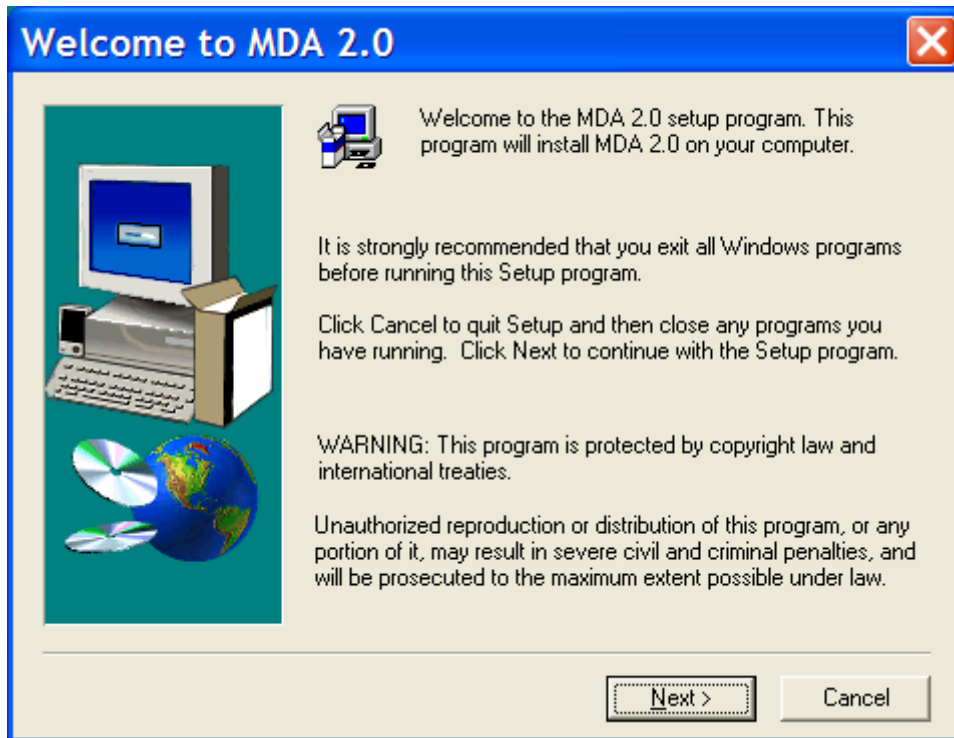 Welcome to MDA 2.0
Welcome to the MDA 2.0 setup program. This
program will install MDA 2.0 on your computer.
It is strongly recommended that you exit all Windows programs
before running this Setup program.
Click Cancel to quit Setup and then close any programs you
have running.  Click Next to continue with the Setup program.
WARNING: This program is protected by copyright law and
international treaties.
Unauthorized reproduction or distribution of this program, or any
portion of it, may result in severe civil and criminal penalties, and
will be prosecuted to the maximum extent possible under law.
Next >
Cancel